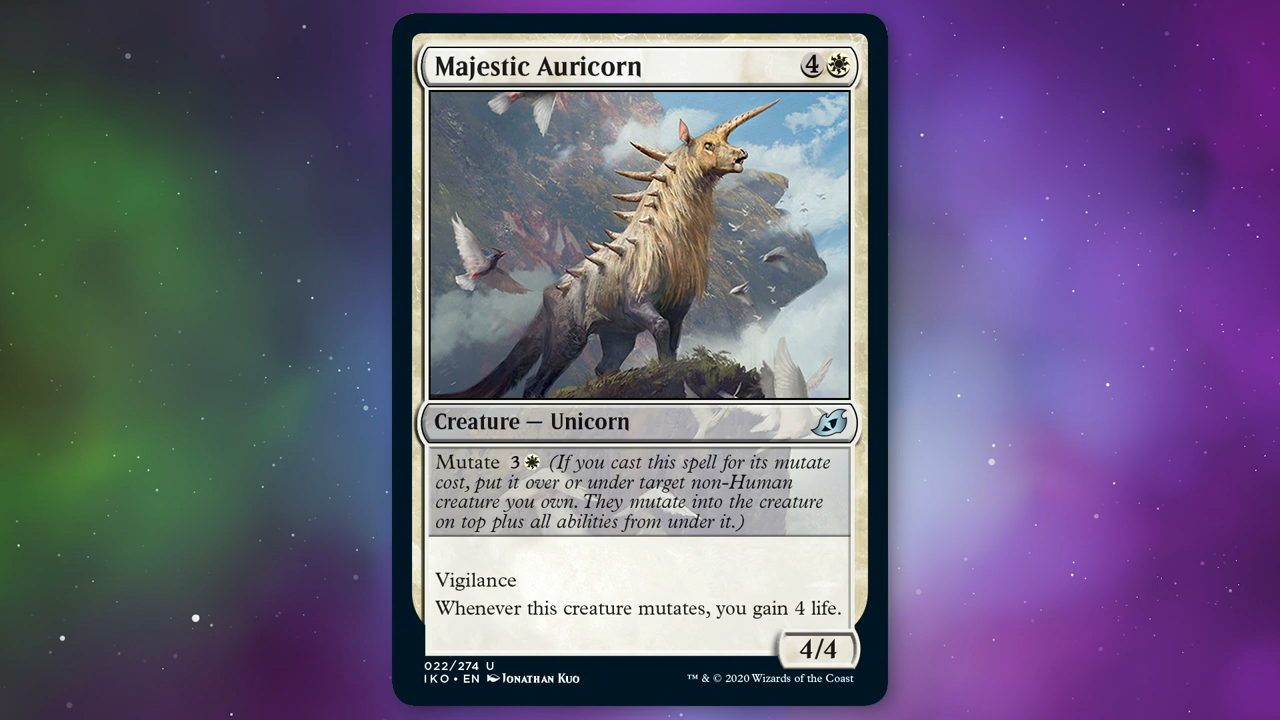 Majestic Auricorn 4
Creature — Unicorn
Mutate 3 (If you cast this spell for its mutate
cost, put it over or under target non-Human
creature you own. They mutate into the creature
on top plus all abilities from under it.)
Vigilance
Whenever this creature mutates, you gain 4 life.
4/4
022/274 U
IKO • EN Jonathan Kuo
™ & © 2020 Wizards of the Coast